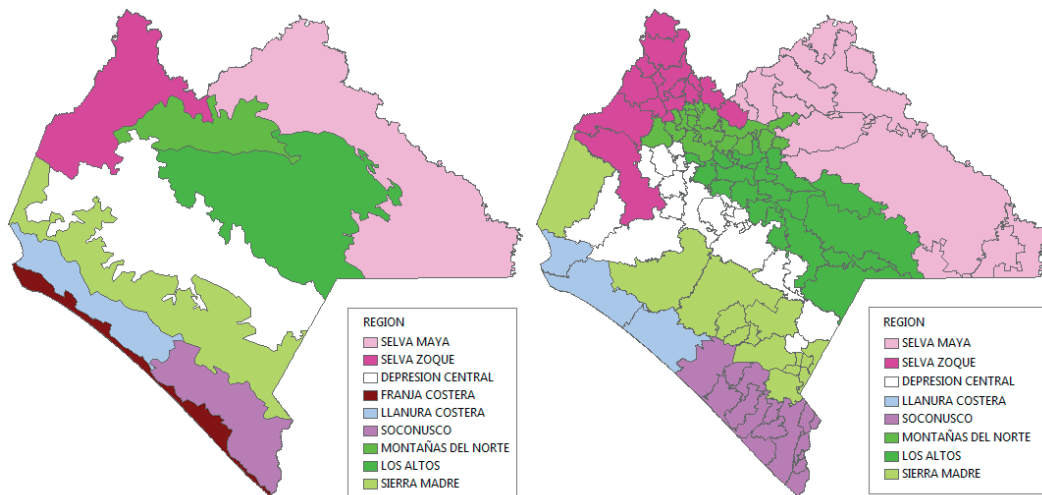 REGION
SELVA MAYA
SELVA ZOQUE
DEPRESION CENTRAL
FRANJA COSTERA
LLANURA COSTERA
SOCONUSCO
MONTAÑAS DEL NORTE
LOS ALTOS
SIERRA MADRE
REGION
SELVA MAYA
SELVA ZOQUE
DEPRESION CENTRAL
LLANURA COSTERA
SOCONUSCO
MONTAÑAS DEL NORTE
LOS ALTOS
SIERRA MADRE